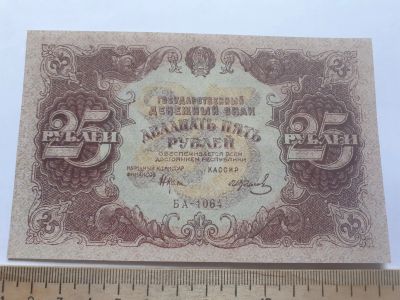 ГОСУДАРСТВЕННЫЙ
ДЕНЕЖНЫЙ ЗНАК
ДВАДЦАТЬ ПЯТЬ
РУБЛЕЙ
ОБЕСПЕЧИВАЕТСЯ ВСЕМ
ДОСТОЯНИЕМ РЕСПУБЛИКИ
НАРОДНЫЙ КОМИССАР
ФИНАНСОВ
КАССИР
БА-1064
25
РУБЛЕЙ
25
РУБЛЕЙ